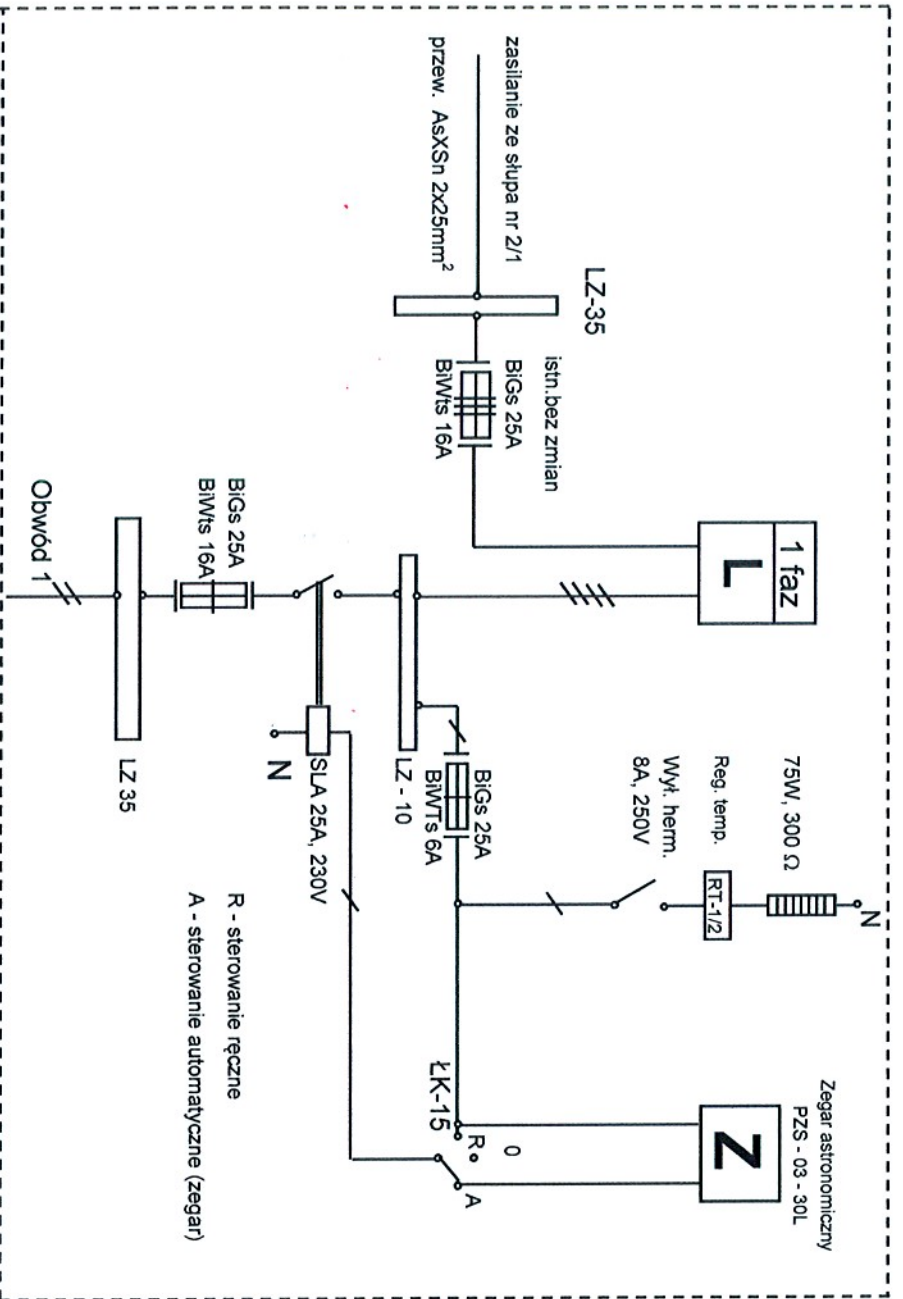 zasilanie ze słupa nr 2/1
przew. AsXSn 2x25mm²
LZ-35
istn.bez zmian
BiGs 25A
BiWts 16A
1 faz
L
75W, 300 Ω
N
Reg. temp.
RT-1/2
Wył. herm.
8A, 250V
Zegar astronomiczny
PZS - 03 - 30L
Z
BiGs 25A
BiWTs 6A
LZ - 10
ŁK-15
R
0
A
SLA 25A, 230V
N
BiGs 25A
BiWts 16A
LZ 35
Obwód 1
R - sterowanie ręczne
A - sterowanie automatyczne (zegar)